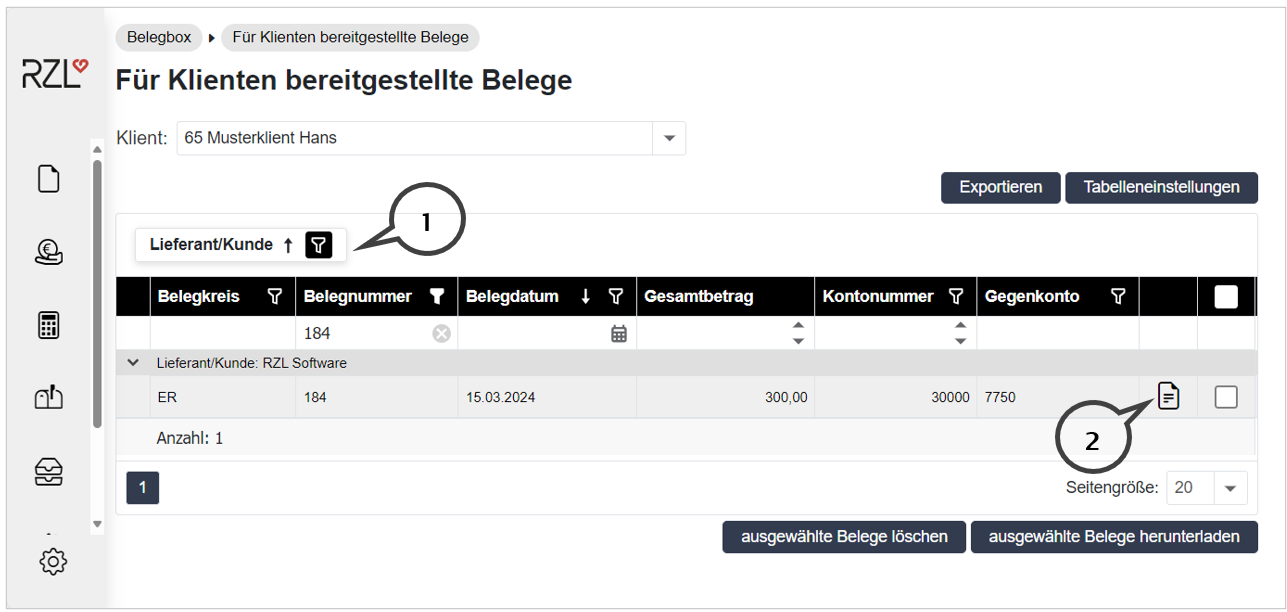 Belegbox Für Klienten bereitgestellte Belege
RZL
Für Klienten bereitgestellte Belege
Klient: 65 Musterklient Hans
Exportieren Tabelleneinstellungen
1
Lieferant/Kunde
Belegkreis Belegnummer Belegdatum Gesamtbetrag Kontonummer Gegenkonto
184
Lieferant/Kunde: RZL Software
ER 184 15.03.2024 300,00 30000 7750
2
Anzahl: 1
1 Seitengröße: 20
ausgewählte Belege löschen ausgewählte Belege herunterladen